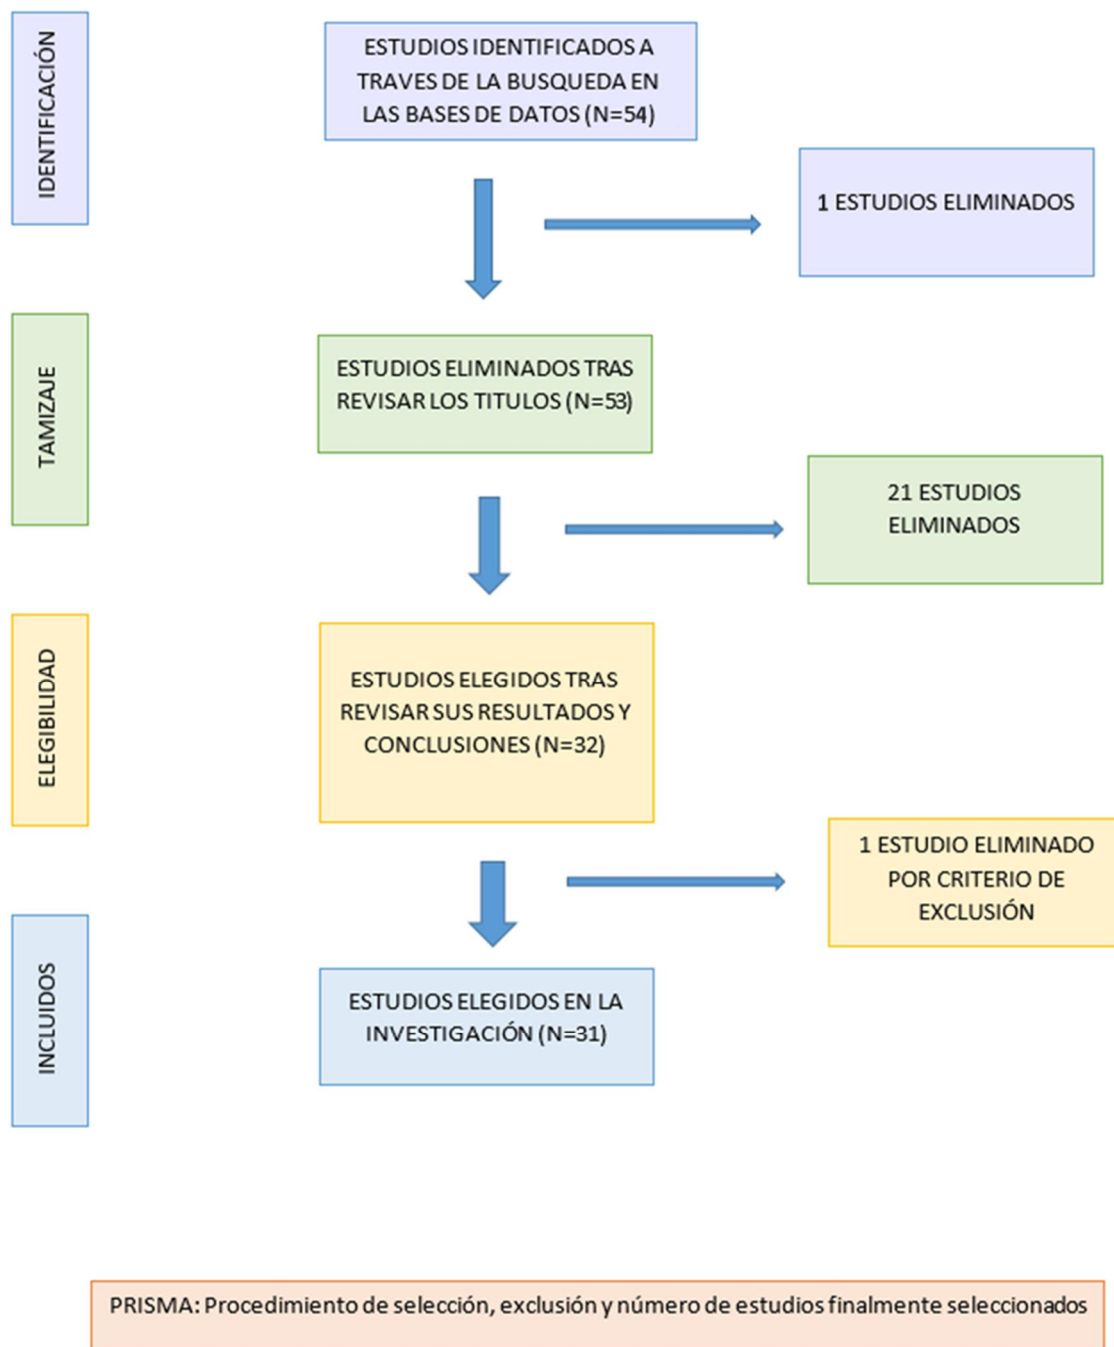 IDENTIFICACIÓN
ESTUDIOS IDENTIFICADOS A
TRAVES DE LA BUSQUEDA EN
LAS BASES DE DATOS (N=54)
1 ESTUDIOS ELIMINADOS
TAMIZAJE
ESTUDIOS ELIMINADOS TRAS
REVISAR LOS TITULOS (N=53)
21 ESTUDIOS
ELIMINADOS
ELEGIBILIDAD
ESTUDIOS ELEGIDOS TRAS
REVISAR SUS RESULTADOS Y
CONCLUSIONES (N=32)
1 ESTUDIO ELIMINADO
POR CRITERIO DE
EXCLUSIÓN
INCLUIDOS
ESTUDIOS ELEGIDOS EN LA
INVESTIGACIÓN (N=31)
PRISMA: Procedimiento de selección, exclusión y número de estudios finalmente seleccionados